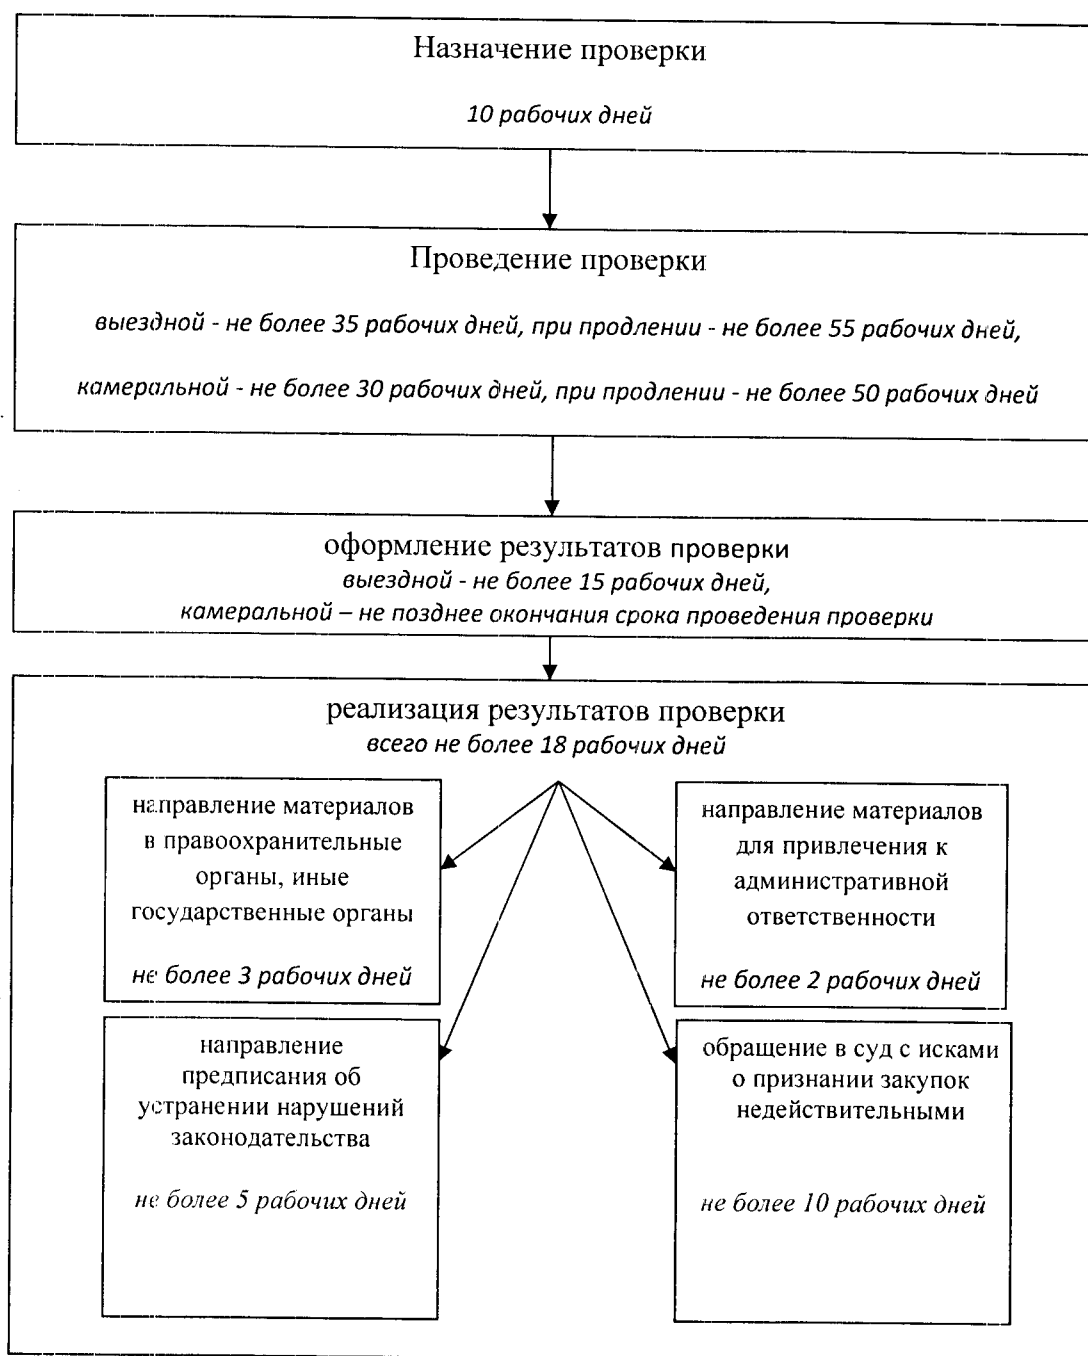 Назначение проверки
10 рабочих дней
Проведение проверки
выездной - не более 35 рабочих дней, при продлении - не более 55 рабочих дней,
камеральной - не более 30 рабочих дней, при продлении - не более 50 рабочих дней
оформление результатов проверки
выездной - не более 15 рабочих дней,
камеральной – не позднее окончания срока проведения проверки
реализация результатов проверки
всего не более 18 рабочих дней
направление материалов
в правоохранительные
органы, иные
государственные органы
не более 3 рабочих дней
направление материалов
для привлечения к
административной
ответственности
не более 2 рабочих дней
направление
предписания об
устранении нарушений
законодательства
не более 5 рабочих дней
обращение в суд с исками
о признании закупок
недействительными
не более 10 рабочих дней